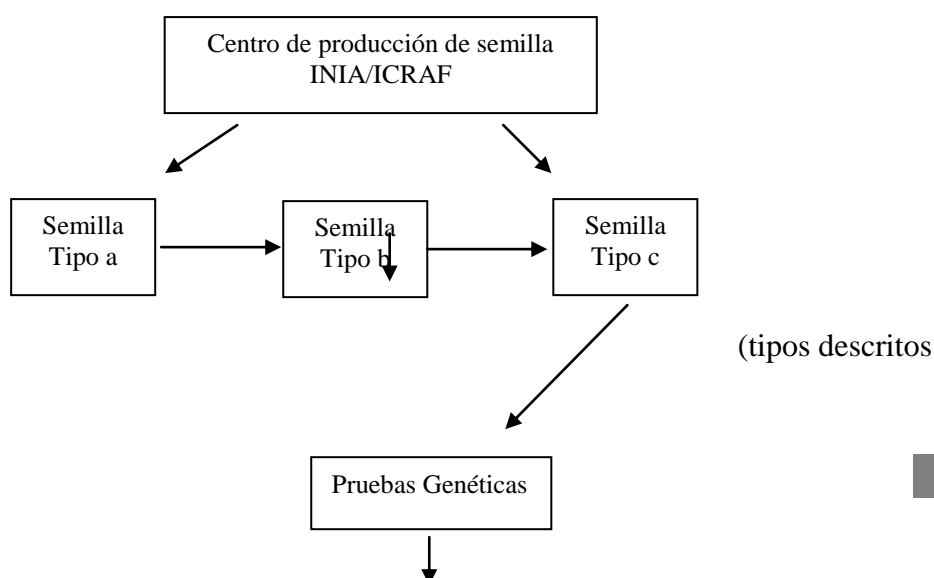 Centro de producción de semilla
INIA/ICRAF
Semilla
Tipo a
Semilla
Tipo b
Semilla
Tipo c
(tipos descritos
Pruebas Genéticas